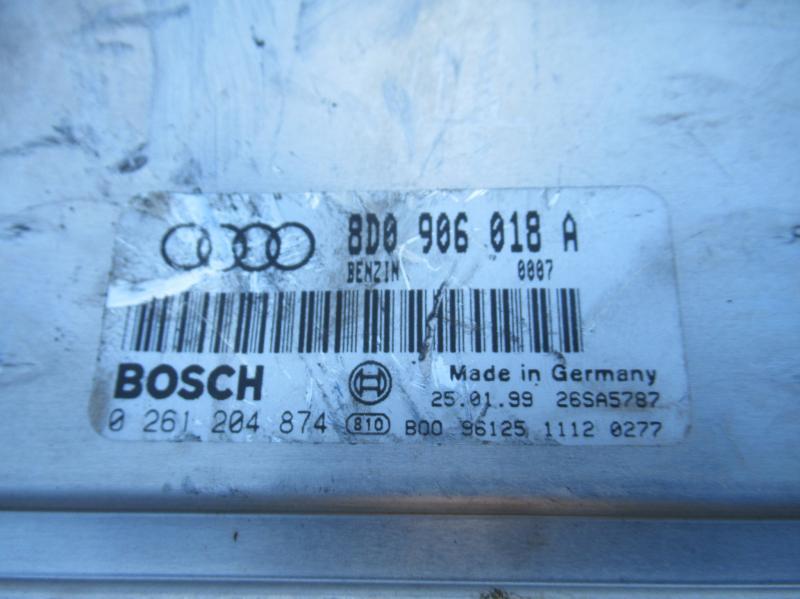 8D0 906 018 A
BENZIN 0007
BOSCH Made in Germany
25.01.99 26SA5787
0 261 204 874 810 B00 96125 1112 0277